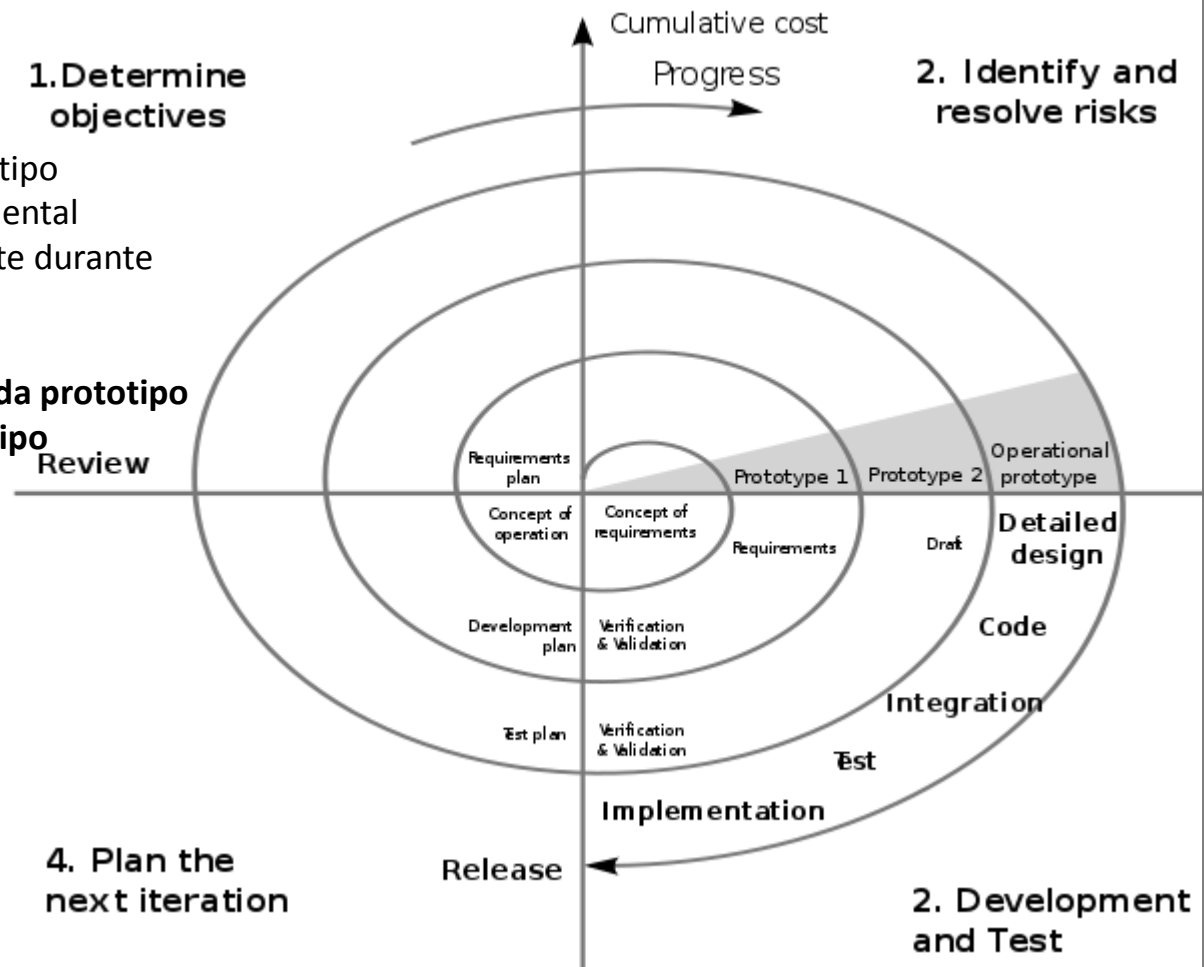 Cumulative cost
Progress
1.Determine
objectives
2. Identify and
resolve risks
tipo
ental
te durante
da prototipo
ipo
Review
Requirements
plan
Prototype 1
Prototype 2
Operational
prototype
Concept of
operation
Concept of
requirements
Requirements
Draft
Detailed
design
Development
plan
Verification
& Validation
Code
Integration
Test plan
Verification
& Validation
Test
Implementation
Release
4. Plan the
next iteration
2. Development
and Test